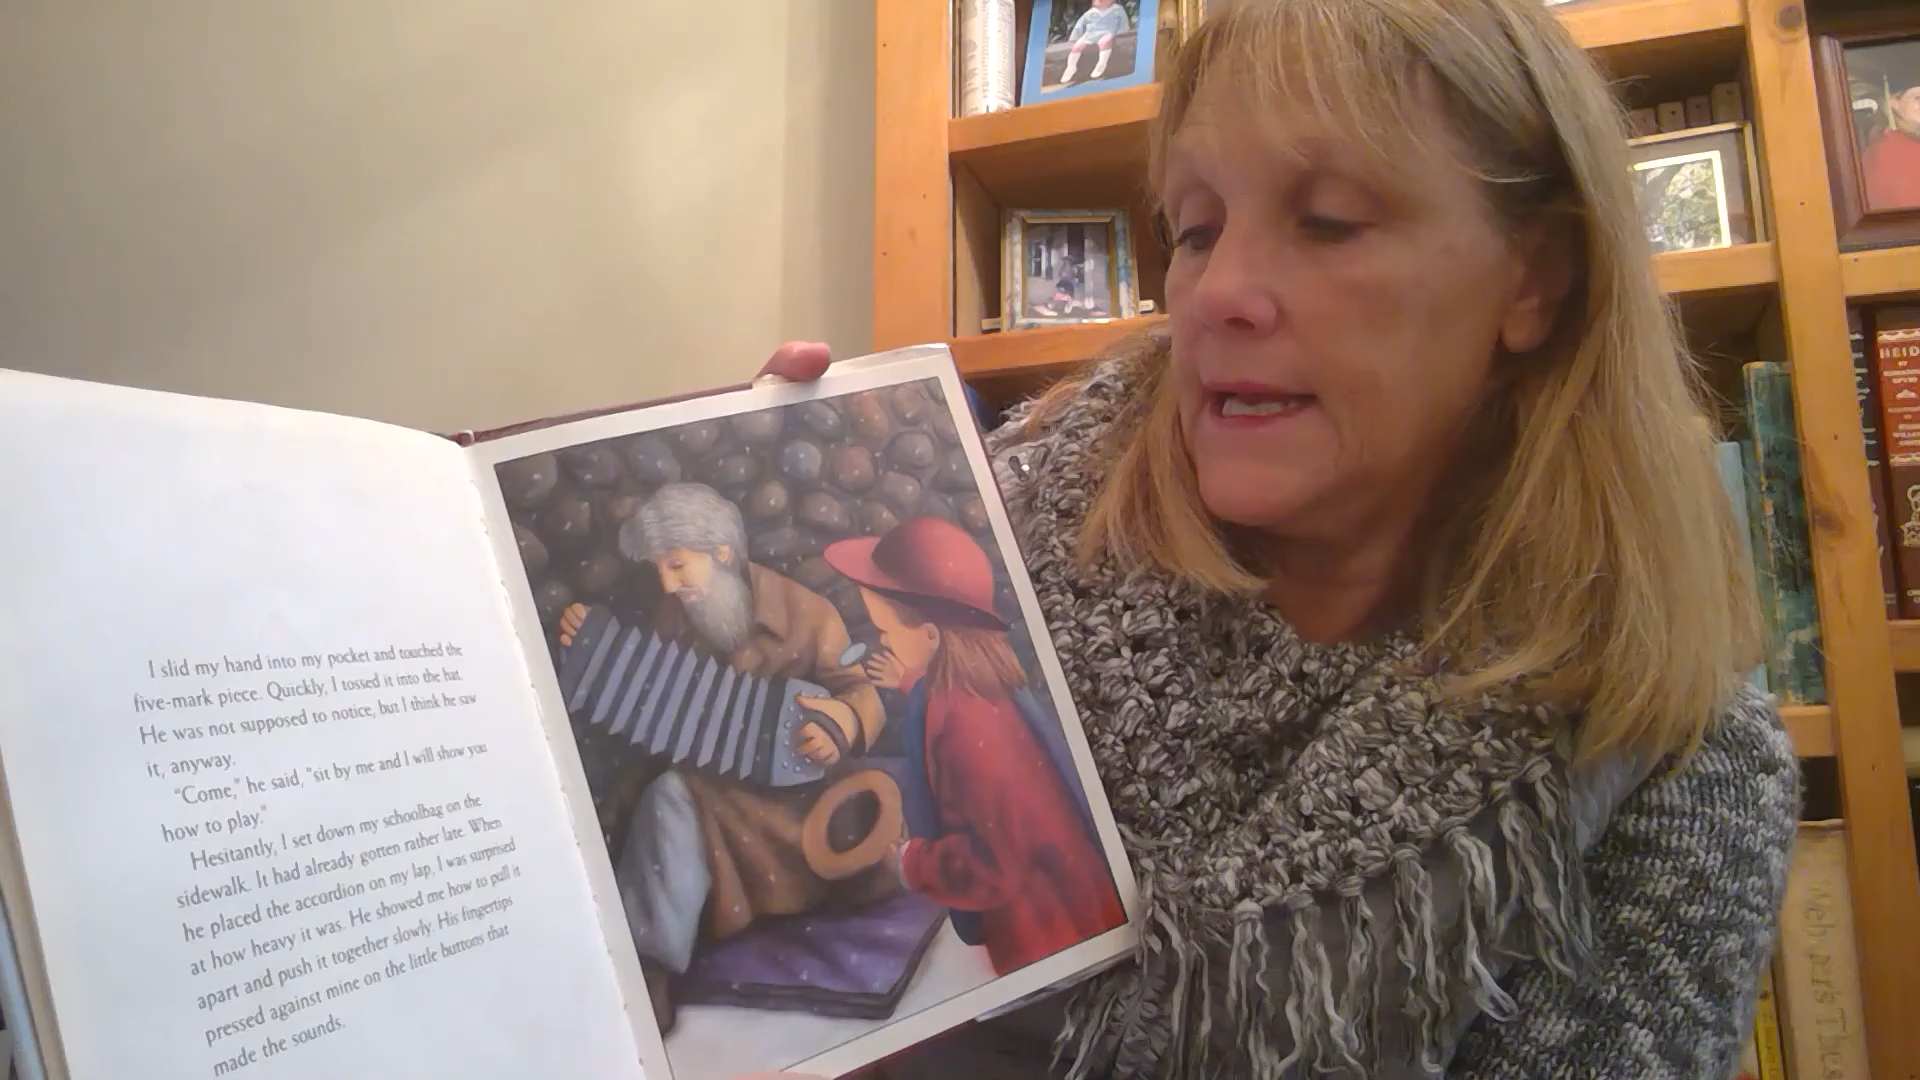 I slid my hand into my pocket and touched the
five-mark piece. Quickly, I tossed it into the hat.
He was not supposed to notice, but I think he saw
it, anyway.
"Come," he said, "sit by me and I will show you
how to play."
Hesitantly, I set down my schoolbag on the
sidewalk. It had already gotten rather late. When
he placed the accordion on my lap, I was surprised
at how heavy it was. He showed me how to pull it
apart and push it together slowly. His fingertips
pressed against mine on the little buttons that
made the sounds.
HEID